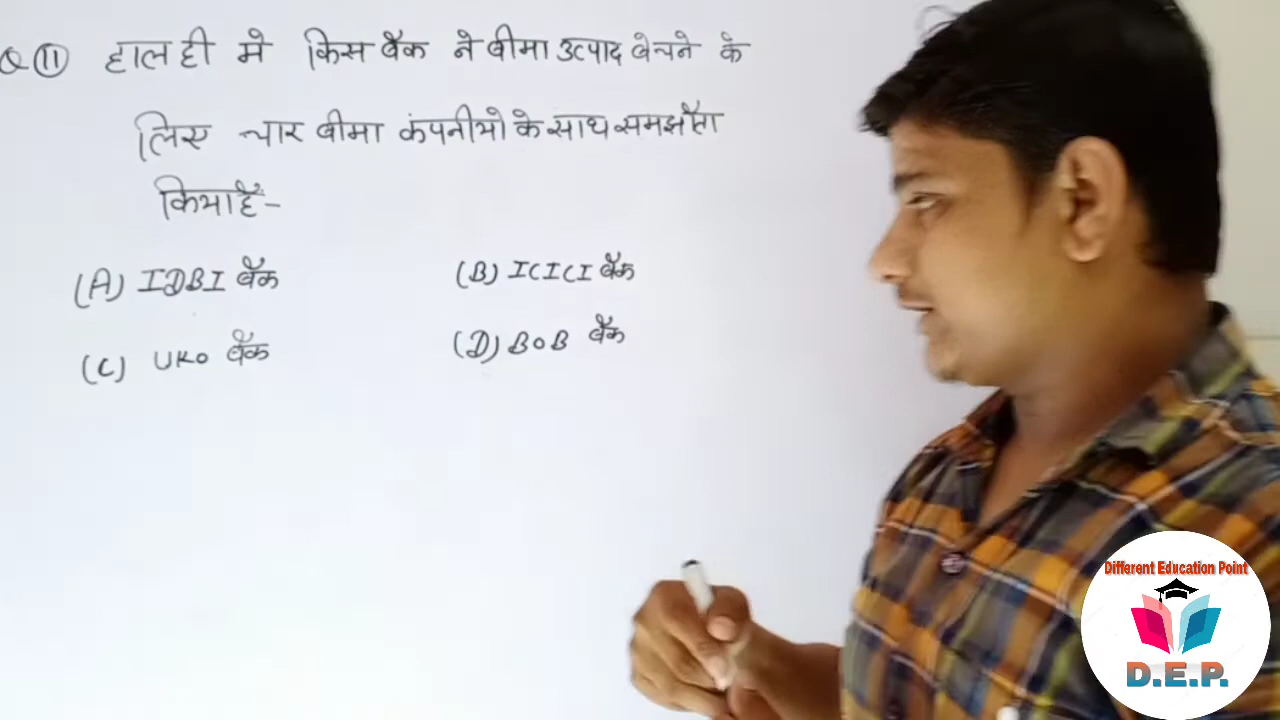 Q ⑪ हाल ही मे किस बैंक ने बीमा उत्पाद बेचने के
लिए चार बीमा कंपनीयो के साथ समझौता
किया है:-
(A) IDBI बैंक (B) ICICI बैंक
(C) UKO बैंक (D) BOB बैंक
Different Education Point
D.E.P.